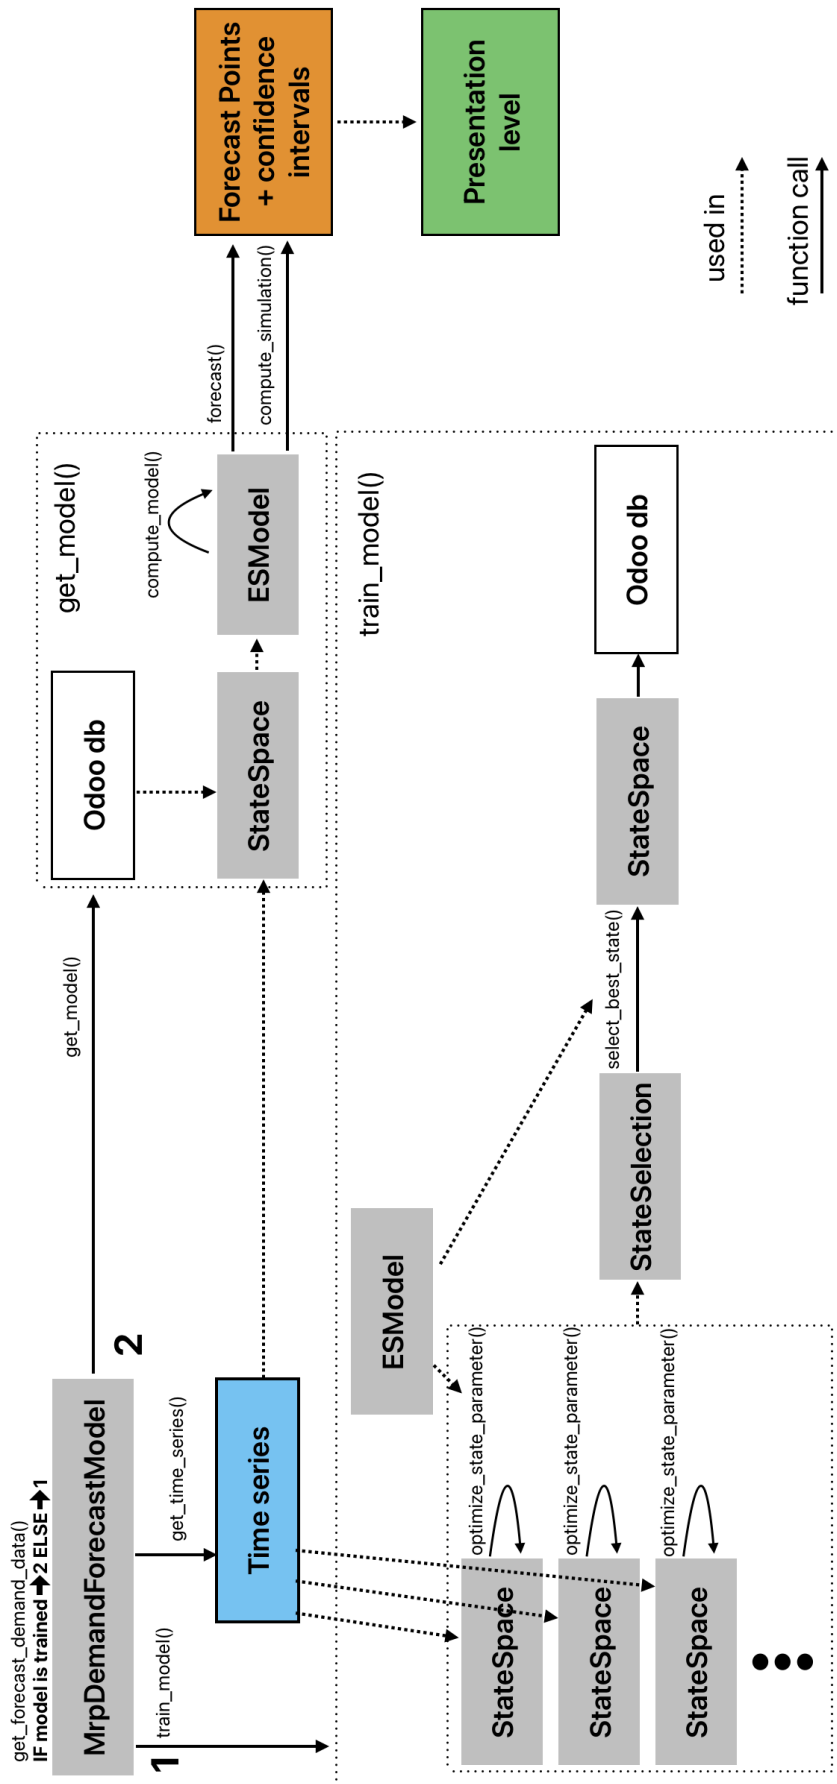 get_forecast_demand_data()
IF model is trained → 2 ELSE → 1
MrpDemandForecastModel
1
train_model()
get_time_series()
2
get_model()
Time series
get_model()
Odoo db
StateSpace
compute_model()
ESModel
forecast()
compute_simulation()
Forecast Points
+ confidence
intervals
Presentation
level
train_model()
ESModel
StateSpace
optimize_state_parameter()
StateSpace
optimize_state_parameter()
StateSpace
optimize_state_parameter()
StateSelection
select_best_state()
StateSpace
Odoo db
used in
function call